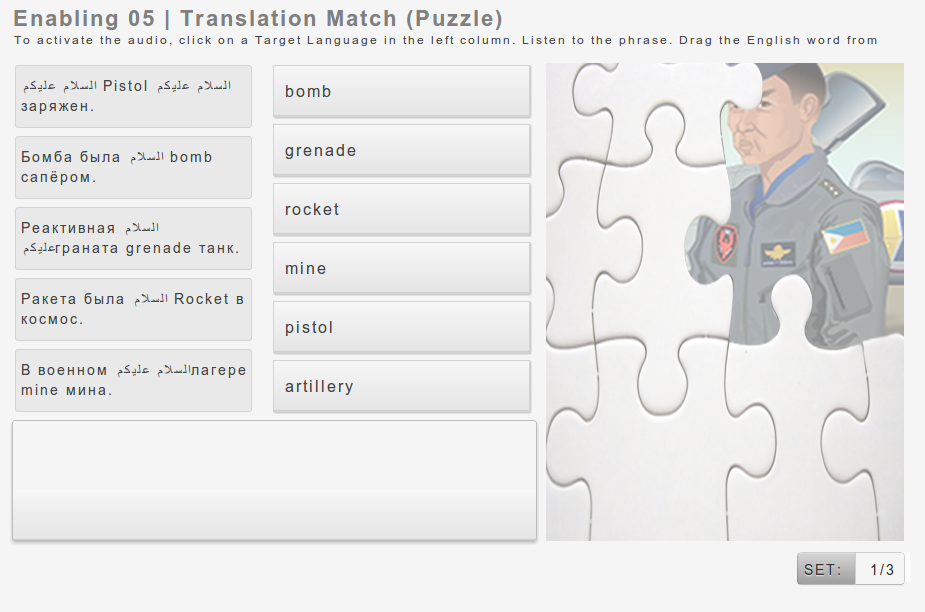 Enabling 05 | Translation Match (Puzzle)
To activate the audio, click on a Target Language in the left column. Listen to the phrase. Drag the English word from
السلام عليكم Pistol السلام عليكم
заряжен.
Бомба была السلام bomb
сапёром.
Реактивная السلام
عليكمграната grenade танк.
Ракета была السلام Rocket в
космос.
В военном السلام عليكمлагере
mine мина.
bomb
grenade
rocket
mine
pistol
artillery
SET: 1/3